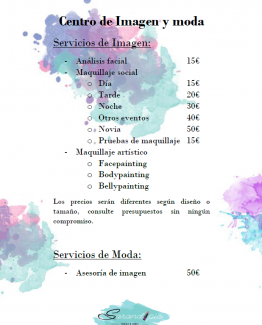 Centro de Imagen y moda
Servicios de Imagen:
- Análisis facial 15€
- Maquillaje social
o Día 15€
o Tarde 20€
o Noche 30€
o Otros eventos 40€
o Novia 50€
o Pruebas de maquillaje 15€
- Maquillaje artístico
o Facepainting
o Bodypainting
o Bellypainting
Los precios serán diferentes según diseño o
tamaño, consulte presupuestos sin ningún
compromiso.
Servicios de Moda:
- Asesoría de imagen 50€